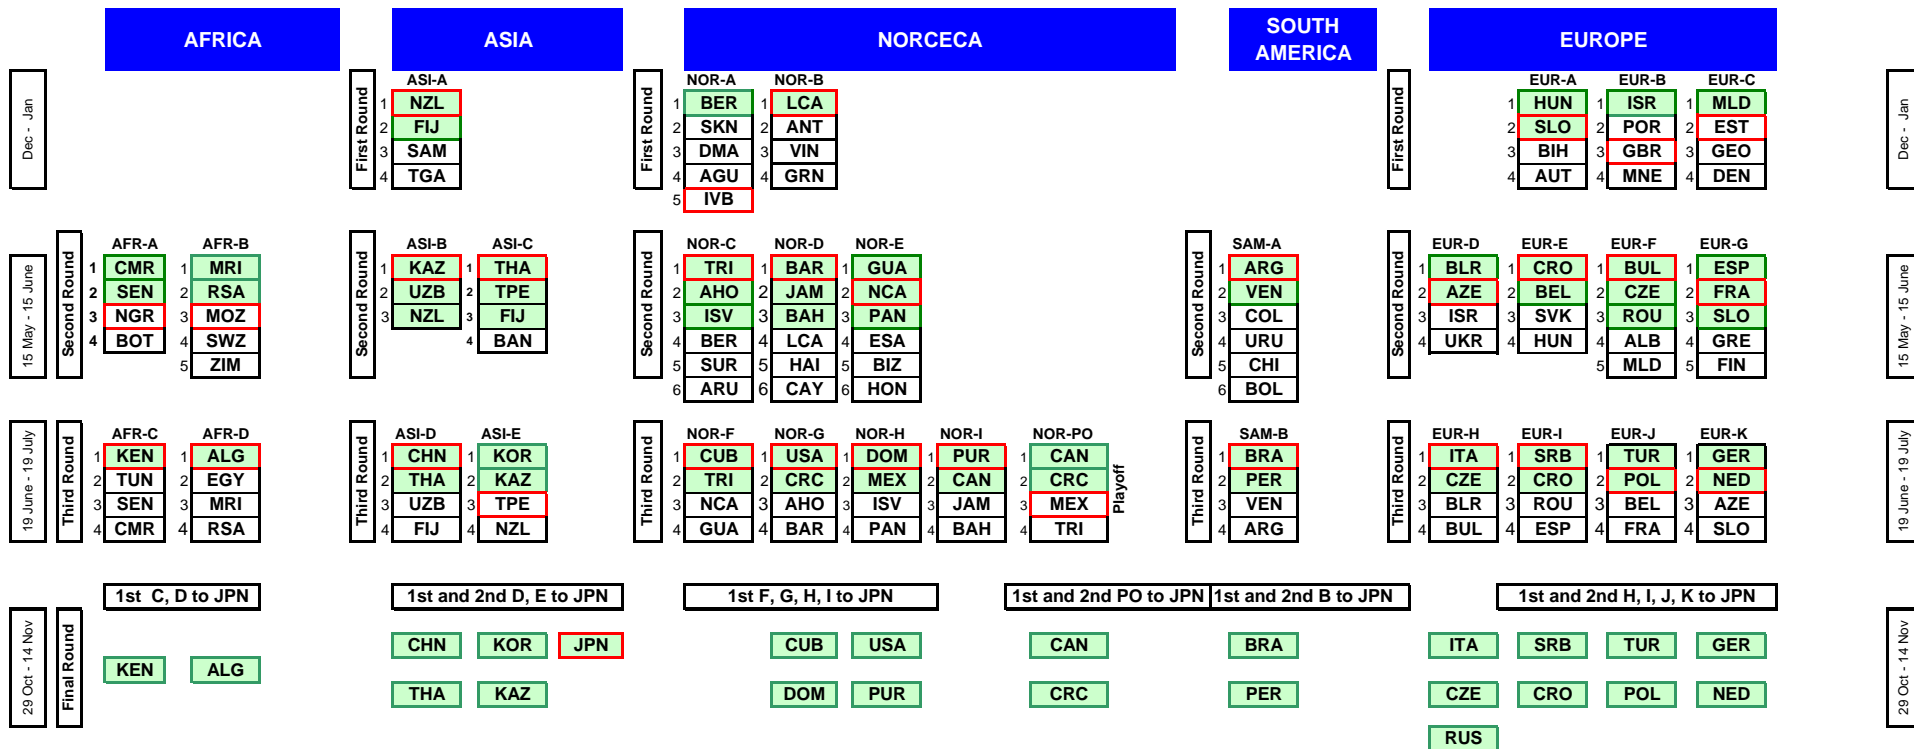 AFRICA
ASIA
NORCECA
SOUTH
AMERICA
EUROPE
Dec - Jan
First Round
ASI-A
1 NZL
2 FIJ
3 SAM
4 TGA
First Round
NOR-A
1 BER
2 SKN
3 DMA
4 AGU
5 IVB
NOR-B
1 LCA
2 ANT
3 VIN
4 GRN
First Round
EUR-A
1 HUN
2 SLO
3 BIH
4 AUT
EUR-B
1 ISR
2 POR
3 GBR
4 MNE
EUR-C
1 MLD
2 EST
3 GEO
4 DEN
Dec - Jan
15 May - 15 June
Second Round
AFR-A
1 CMR
2 SEN
3 NGR
4 BOT
AFR-B
1 MRI
2 RSA
3 MOZ
4 SWZ
5 ZIM
Second Round
ASI-B
1 KAZ
2 UZB
3 NZL
ASI-C
1 THA
2 TPE
3 FIJ
4 BAN
Second Round
NOR-C
1 TRI
2 AHO
3 ISV
4 BER
5 SUR
6 ARU
NOR-D
1 BAR
2 JAM
3 BAH
4 LCA
5 HAI
6 CAY
NOR-E
1 GUA
2 NCA
3 PAN
4 ESA
5 BIZ
6 HON
Second Round
SAM-A
1 ARG
2 VEN
3 COL
4 URU
5 CHI
6 BOL
Second Round
EUR-D
1 BLR
2 AZE
3 ISR
4 UKR
EUR-E
1 CRO
2 BEL
3 SVK
4 HUN
EUR-F
1 BUL
2 CZE
3 ROU
4 ALB
5 MLD
EUR-G
1 ESP
2 FRA
3 SLO
4 GRE
5 FIN
15 May - 15 June
19 June - 19 July
Third Round
AFR-C
1 KEN
2 TUN
3 SEN
4 CMR
AFR-D
1 ALG
2 EGY
3 MRI
4 RSA
Third Round
ASI-D
1 CHN
2 THA
3 UZB
4 FIJ
ASI-E
1 KOR
2 KAZ
3 TPE
4 NZL
Third Round
NOR-F
1 CUB
2 TRI
3 NCA
4 GUA
NOR-G
1 USA
2 CRC
3 AHO
4 BAR
NOR-H
1 DOM
2 MEX
3 ISV
4 PAN
NOR-I
1 PUR
2 CAN
3 JAM
4 BAH
NOR-PO
1 CAN
2 CRC
3 MEX
4 TRI
Playoff
Third Round
SAM-B
1 BRA
2 PER
3 VEN
4 ARG
Third Round
EUR-H
1 ITA
2 CZE
3 BLR
4 BUL
EUR-I
1 SRB
2 CRO
3 ROU
4 ESP
EUR-J
1 TUR
2 POL
3 BEL
4 FRA
EUR-K
1 GER
2 NED
3 AZE
4 SLO
19 June - 19 July
1st C, D to JPN
1st and 2nd D, E to JPN
1st F, G, H, I to JPN
1st and 2nd PO to JPN
1st and 2nd B to JPN
1st and 2nd H, I, J, K to JPN
29 Oct - 14 Nov
Final Round
KEN ALG
CHN KOR JPN
THA KAZ
CUB USA
DOM PUR
CAN
CRC
BRA
PER
ITA SRB TUR GER
CZE CRO POL NED
RUS
29 Oct - 14 Nov